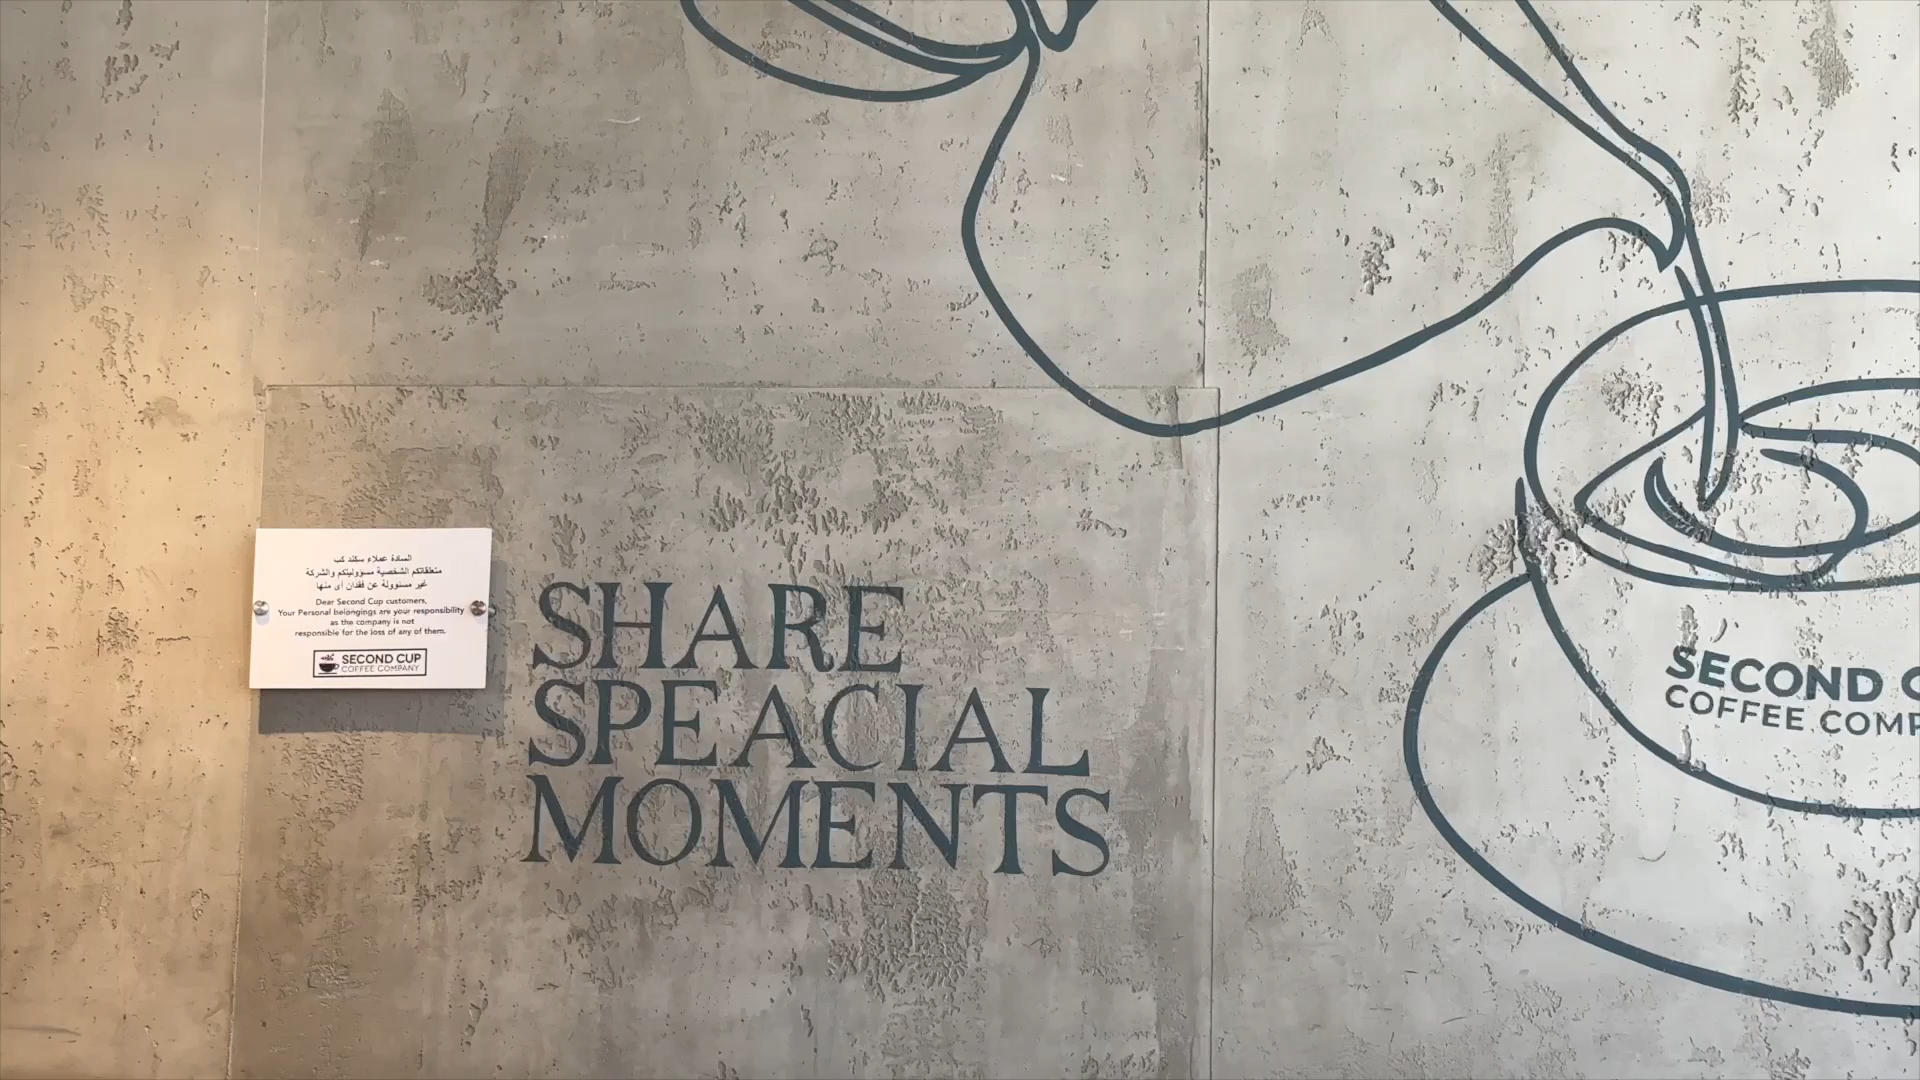 السادة عملاء سكند كب
متعلقاتكم الشخصية مسؤوليتكم والشركة
غير مسئوولة عن فقدان أى منها
Dear Second Cup customers,
Your Personal belongings are your responsibility
as the company is not
responsible for the loss of any of them.
SECOND CUP
COFFEE COMPANY
SHARE
SPEACIAL
MOMENTS
SECOND C
COFFEE COMP